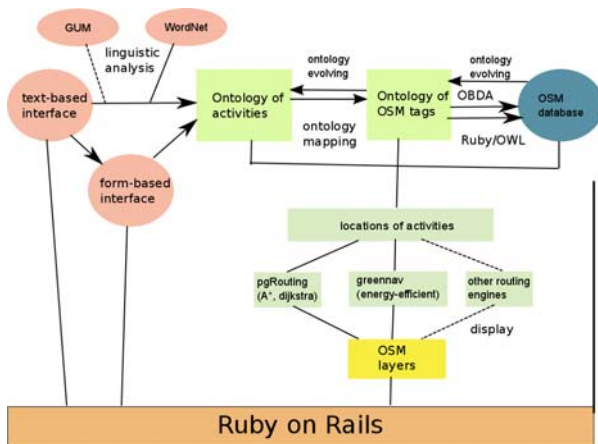 GUM
WordNet
linguistic
analysis
text-based
interface
form-based
interface
ontology
evolving
Ontology of
activities
ontology
mapping
Ontology of
OSM tags
ontology evolving
OBDA
Ruby/OWL
OSM
database
locations of activities
pgRouting
(A*, dijkstra)
greennav
(energy-efficient)
other routing
engines
display
OSM
layers
Ruby on Rails